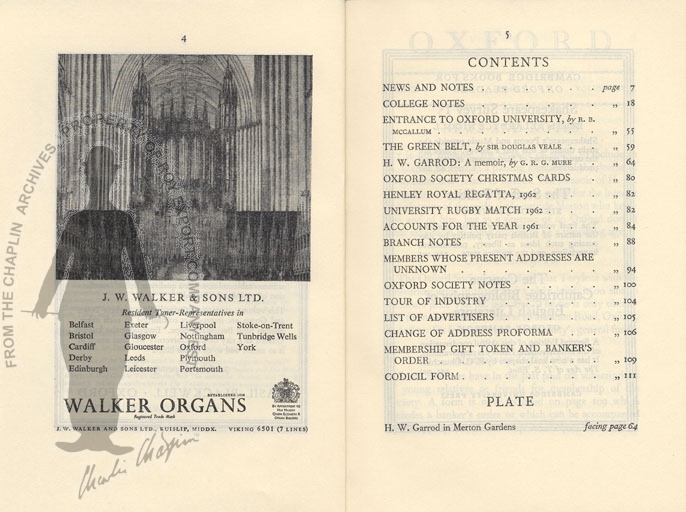 4
J. W. WALKER & SONS LTD.
Resident Tuner-Representatives in
Belfast Exeter Liverpool Stoke-on-Trent
Bristol Glasgow Nottingham Tunbridge Wells
Cardiff Gloucester Oxford York
Derby Leeds Plymouth
Edinburgh Leicester Portsmouth
WALKER ORGANS
Registered Trade Mark
J. W. WALKER AND SONS LTD., RUISLIP, MIDDX. VIKING 6501 (7 LINES)
FROM THE CHAPLIN ARCHIVES
PROPERTY OF ROY EXPORT COMPANY
Charlie Chaplin
5
OXFORD
CONTENTS
NEWS AND NOTES . . . . . page 7
COLLEGE NOTES . . . . . „ 18
ENTRANCE TO OXFORD UNIVERSITY, by R. B.
MCCALLUM . . . . . „ 55
THE GREEN BELT, by SIR DOUGLAS VEALE . . „ 59
H. W. GARROD: A memoir, by G. R. G. MURE . „ 64
OXFORD SOCIETY CHRISTMAS CARDS . . „ 80
HENLEY ROYAL REGATTA, 1962 . . . „ 82
UNIVERSITY RUGBY MATCH 1962 . . . „ 82
ACCOUNTS FOR THE YEAR 1961 . . . „ 84
BRANCH NOTES . . . . . „ 88
MEMBERS WHOSE PRESENT ADDRESSES ARE
UNKNOWN . . . . . „ 94
OXFORD SOCIETY NOTES . . . . „ 100
TOUR OF INDUSTRY . . . . „ 104
LIST OF ADVERTISERS . . . . „ 105
CHANGE OF ADDRESS PROFORMA . . . „ 106
MEMBERSHIP GIFT TOKEN AND BANKER'S
ORDER . . . . . „ 109
CODICIL FORM . . . . . „ 111
PLATE
H. W. Garrod in Merton Gardens facing page 64